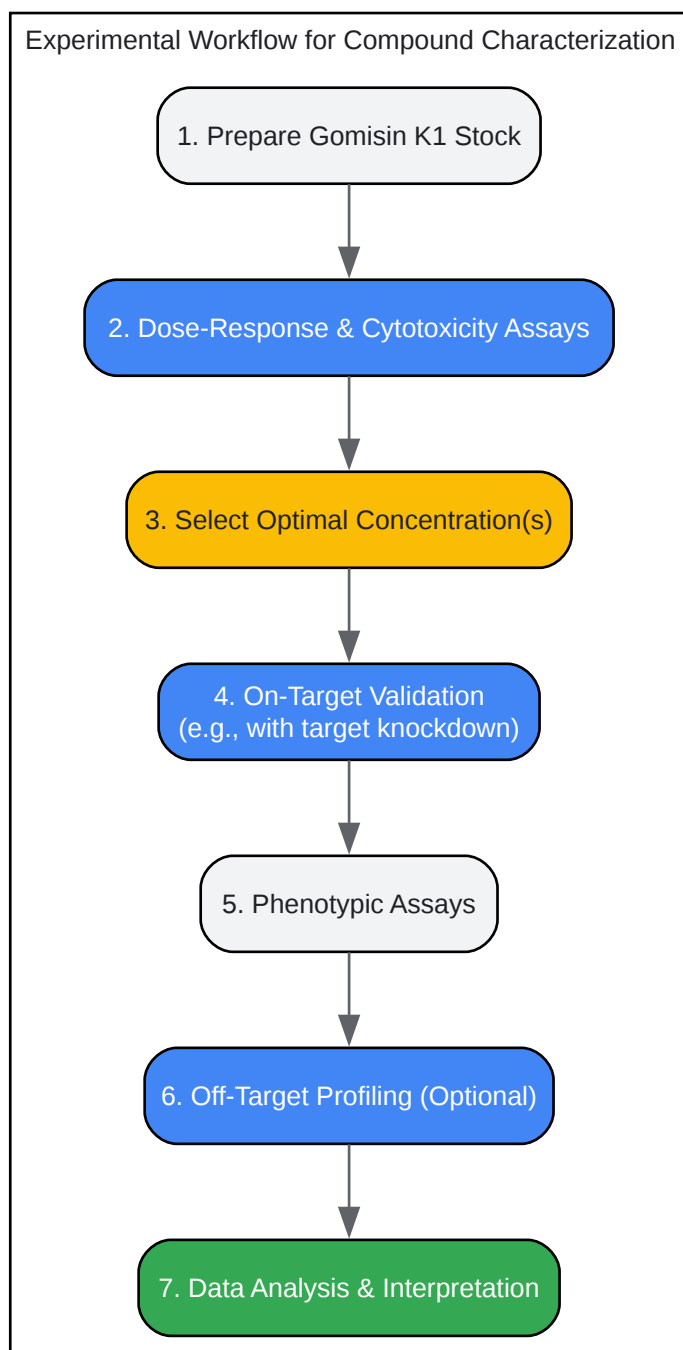 Experimental Workflow for Compound Characterization
1. Prepare Gomisin K1 Stock
2. Dose-Response & Cytotoxicity Assays
3. Select Optimal Concentration(s)
4. On-Target Validation
(e.g., with target knockdown)
5. Phenotypic Assays
6. Off-Target Profiling (Optional)
7. Data Analysis & Interpretation